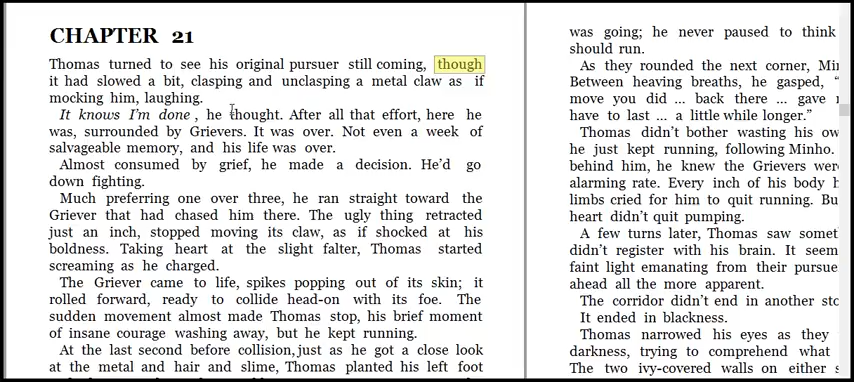 CHAPTER 21
Thomas turned to see his original pursuer still coming, though
it had slowed a bit, clasping and unclasping a metal claw as if
mocking him, laughing.
It knows I'm done , he thought. After all that effort, here he
was, surrounded by Grievers. It was over. Not even a week of
salvageable memory, and his life was over.
Almost consumed by grief, he made a decision. He'd go
down fighting.
Much preferring one over three, he ran straight toward the
Griever that had chased him there. The ugly thing retracted
just an inch, stopped moving its claw, as if shocked at his
boldness. Taking heart at the slight falter, Thomas started
screaming as he charged.
The Griever came to life, spikes popping out of its skin; it
rolled forward, ready to collide head-on with its foe. The
sudden movement almost made Thomas stop, his brief moment
of insane courage washing away, but he kept running.
At the last second before collision, just as he got a close look
at the metal and hair and slime, Thomas planted his left foot
was going; he never paused to think
should run.
As they rounded the next corner,
Between heaving breaths, he gasped, “
move you did ... back there ... gave
have to last ... a little while longer.”
Thomas didn't bother wasting his
he just kept running, following Minho.
behind him, he knew the Grievers
alarming rate. Every inch of his body
limbs cried for him to quit running.
heart didn't quit pumping.
A few turns later, Thomas saw
didn't register with his brain. It
faint light emanating from their
ahead all the more apparent.
The corridor didn't end in another
It ended in blackness.
Thomas narrowed his eyes as they
darkness, trying to comprehend what
The two ivy-covered walls on either